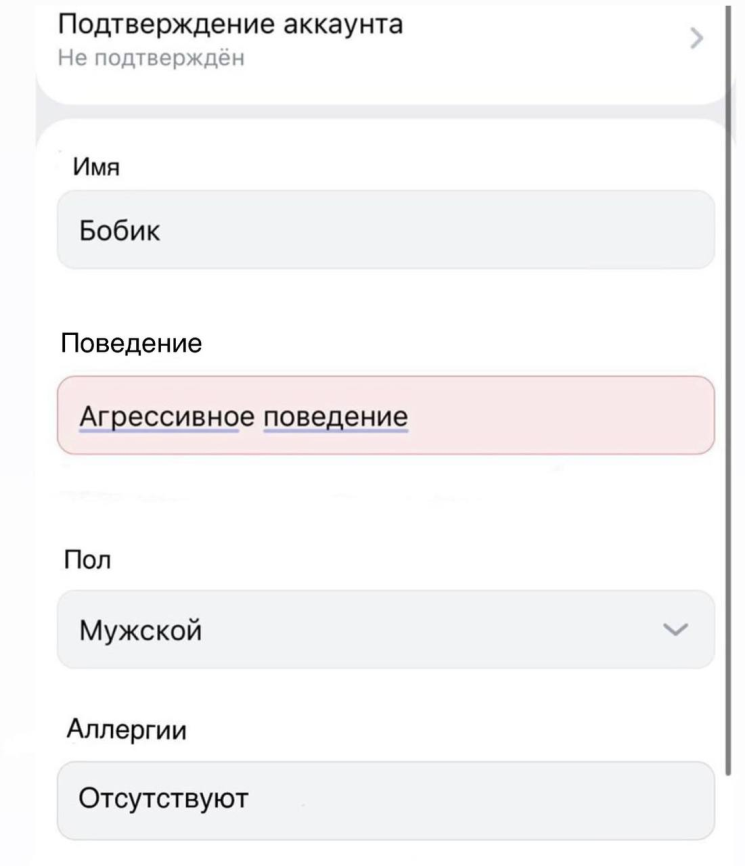 Подтверждение аккаунта
Не подтверждён
Имя
Бобик
Поведение
Агрессивное поведение
Пол
Мужской
Аллергии
Отсутствуют